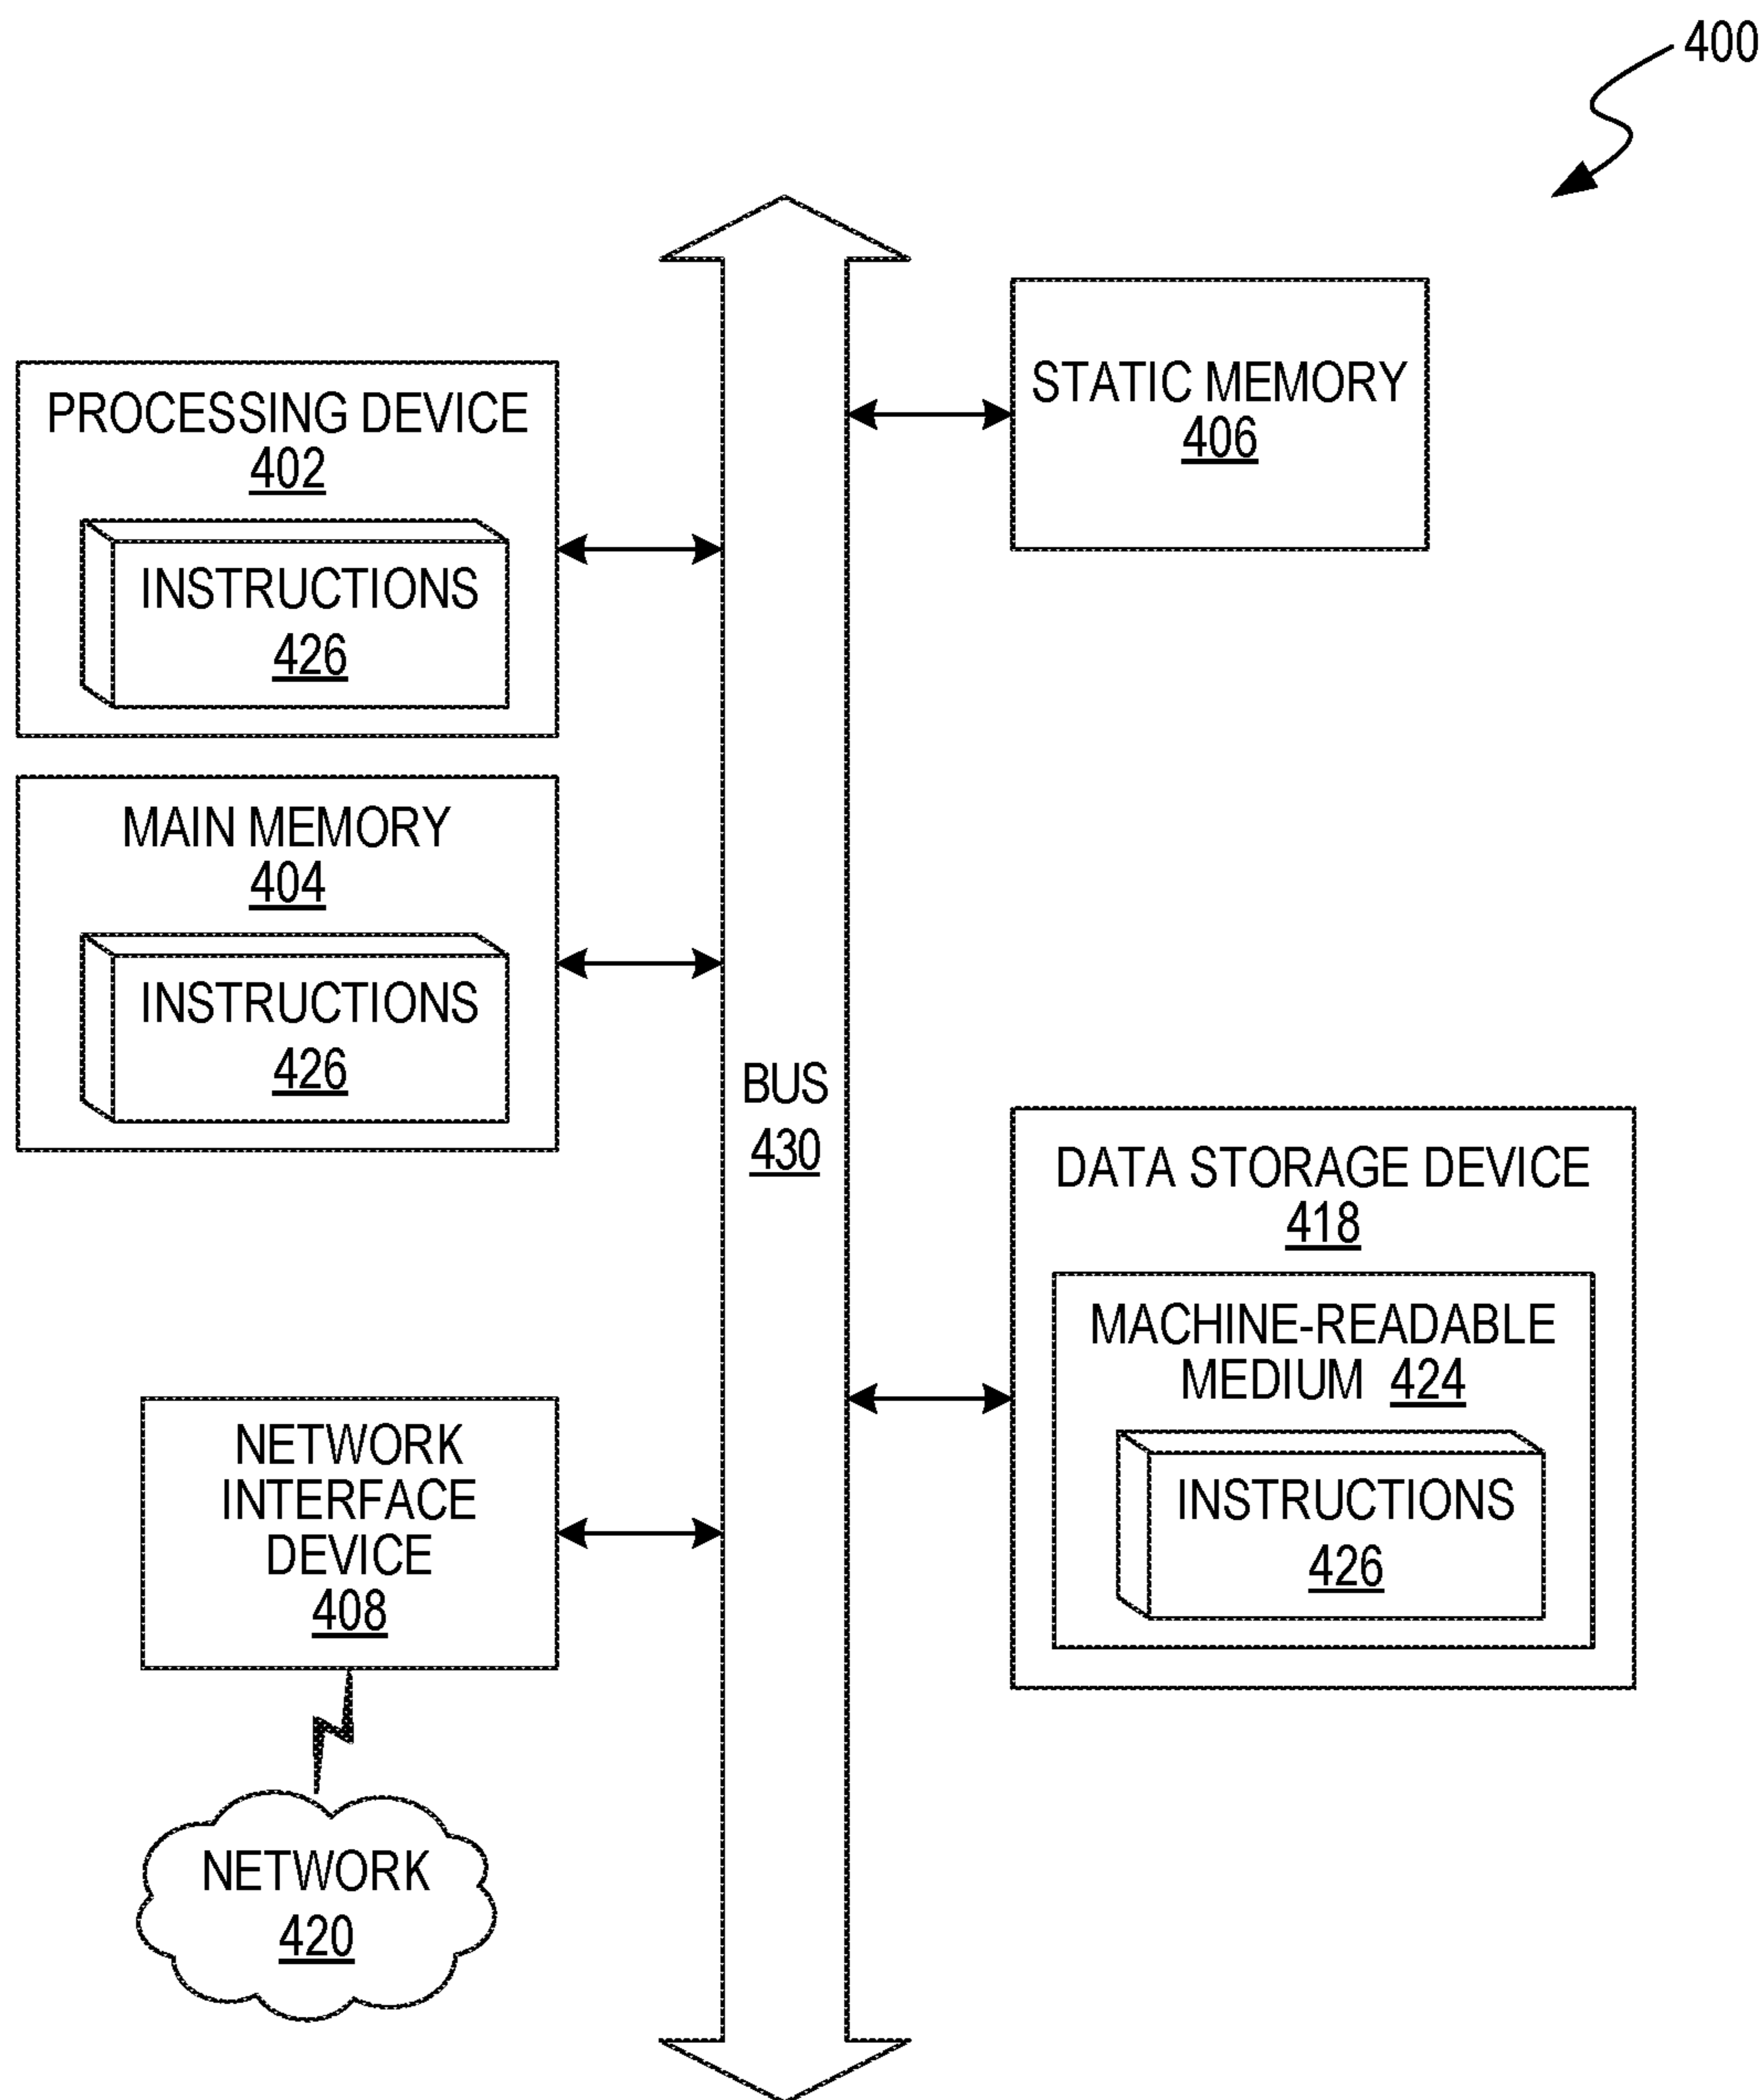 400
PROCESSING DEVICE
402
INSTRUCTIONS
426
MAIN MEMORY
404
INSTRUCTIONS
426
NETWORK
INTERFACE
DEVICE
408
NETWORK
420
BUS
430
STATIC MEMORY
406
DATA STORAGE DEVICE
418
MACHINE-READABLE
MEDIUM 424
INSTRUCTIONS
426